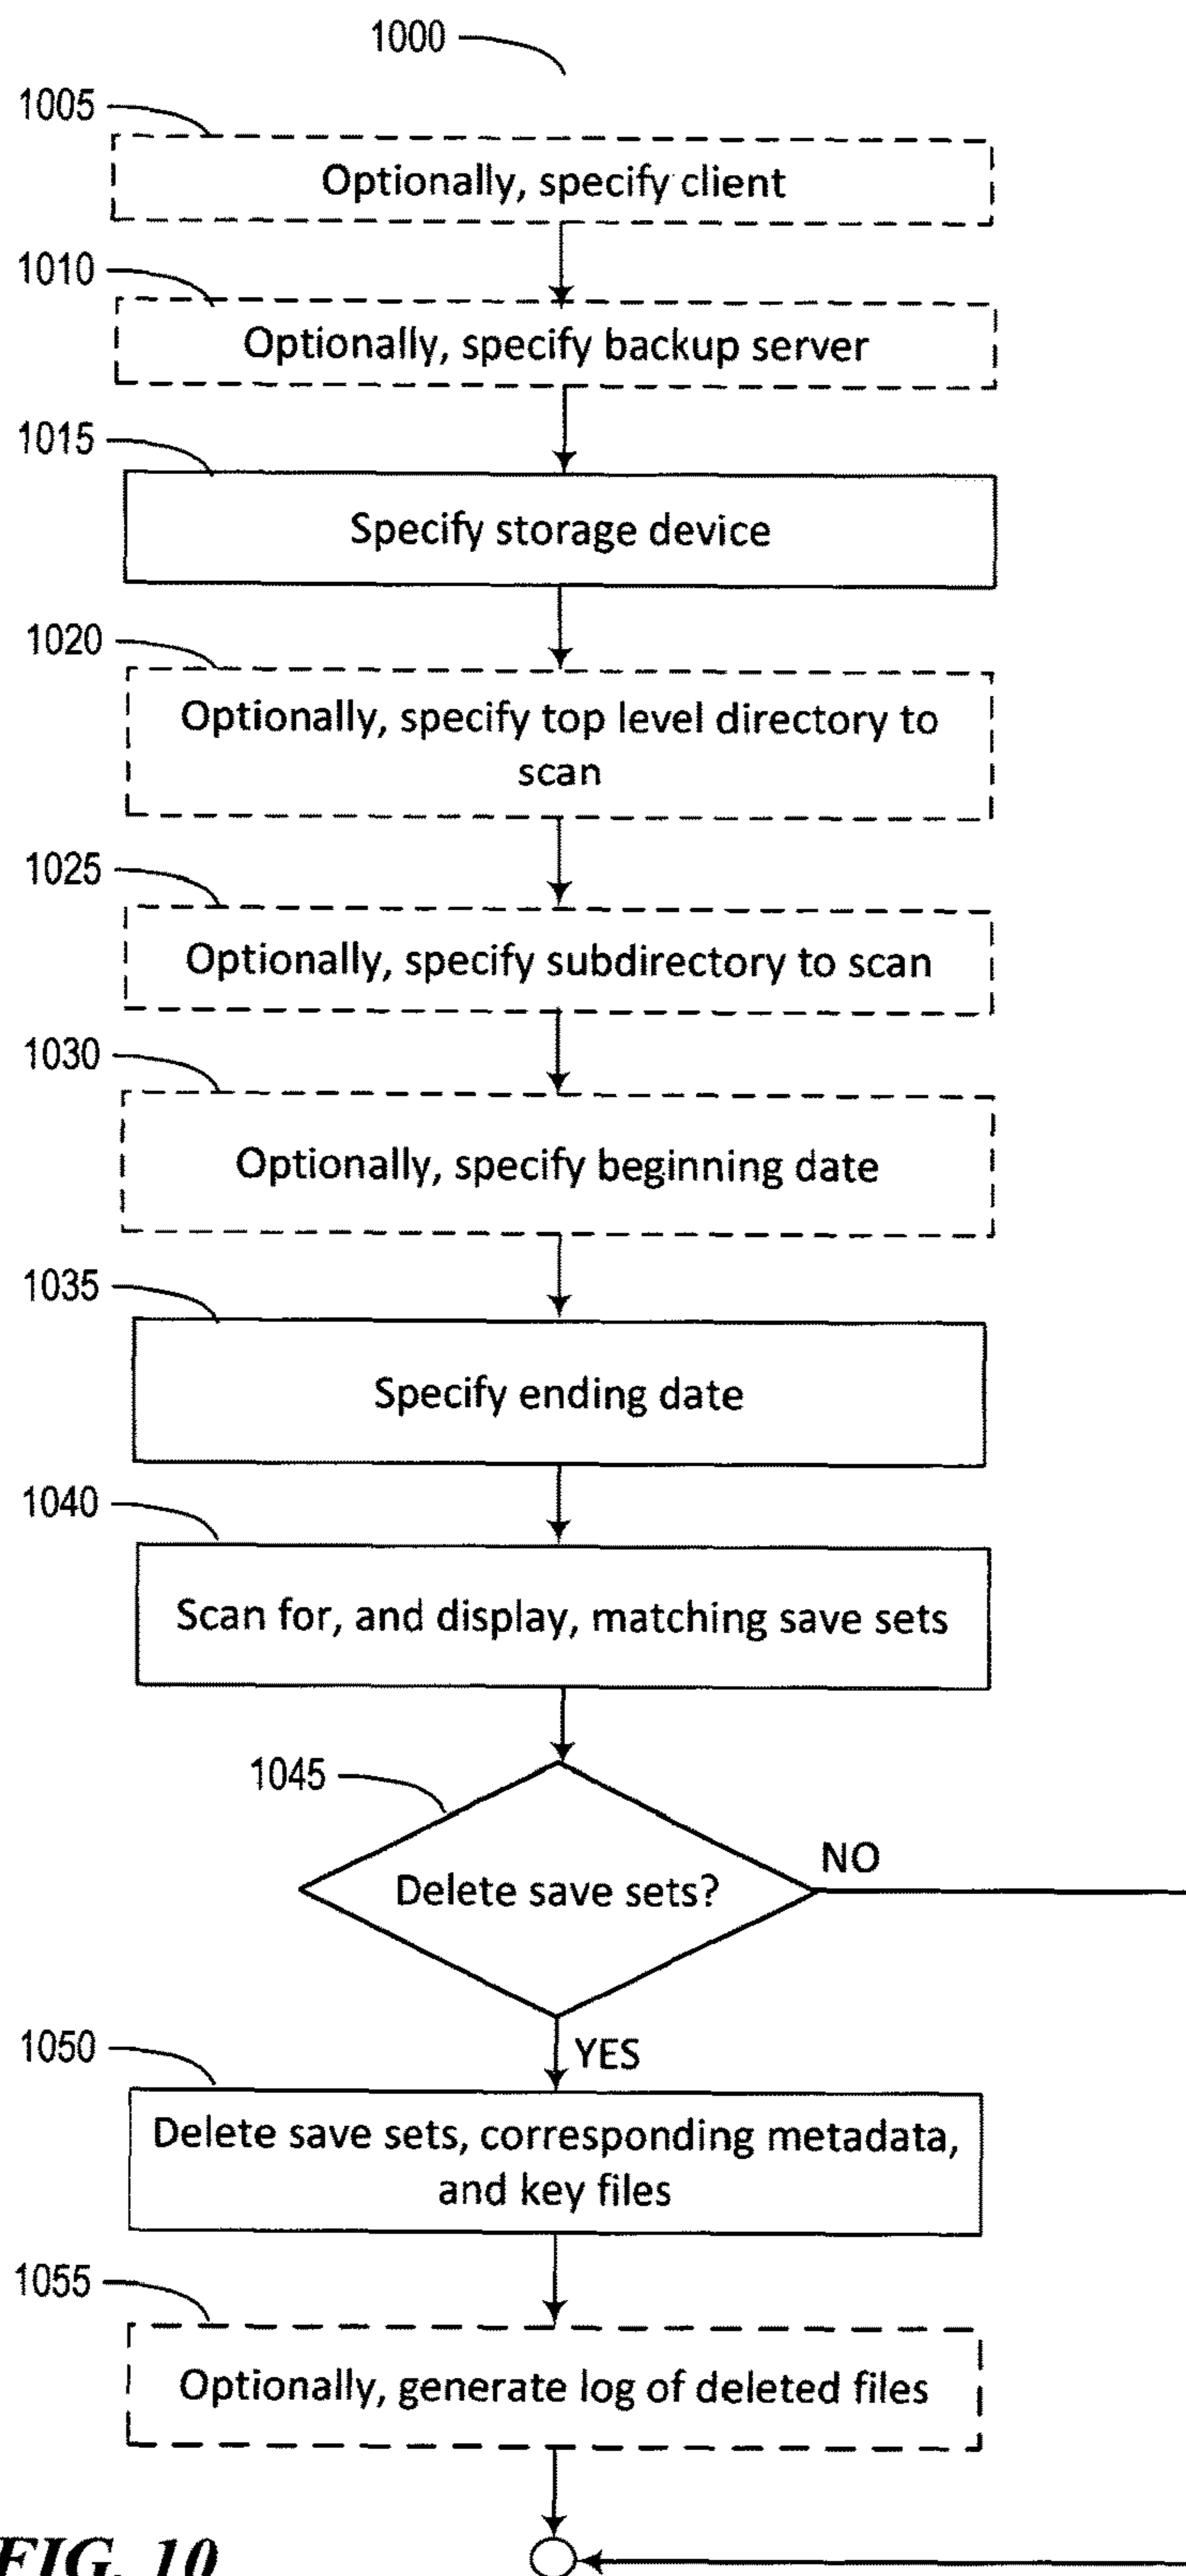 1000
1005
Optionally, specify client
1010
Optionally, specify backup server
1015
Specify storage device
1020
Optionally, specify top level directory to
scan
1025
Optionally, specify subdirectory to scan
1030
Optionally, specify beginning date
1035
Specify ending date
1040
Scan for, and display, matching save sets
1045
Delete save sets?
NO
YES
1050
Delete save sets, corresponding metadata,
and key files
1055
Optionally, generate log of deleted files
FIG. 10